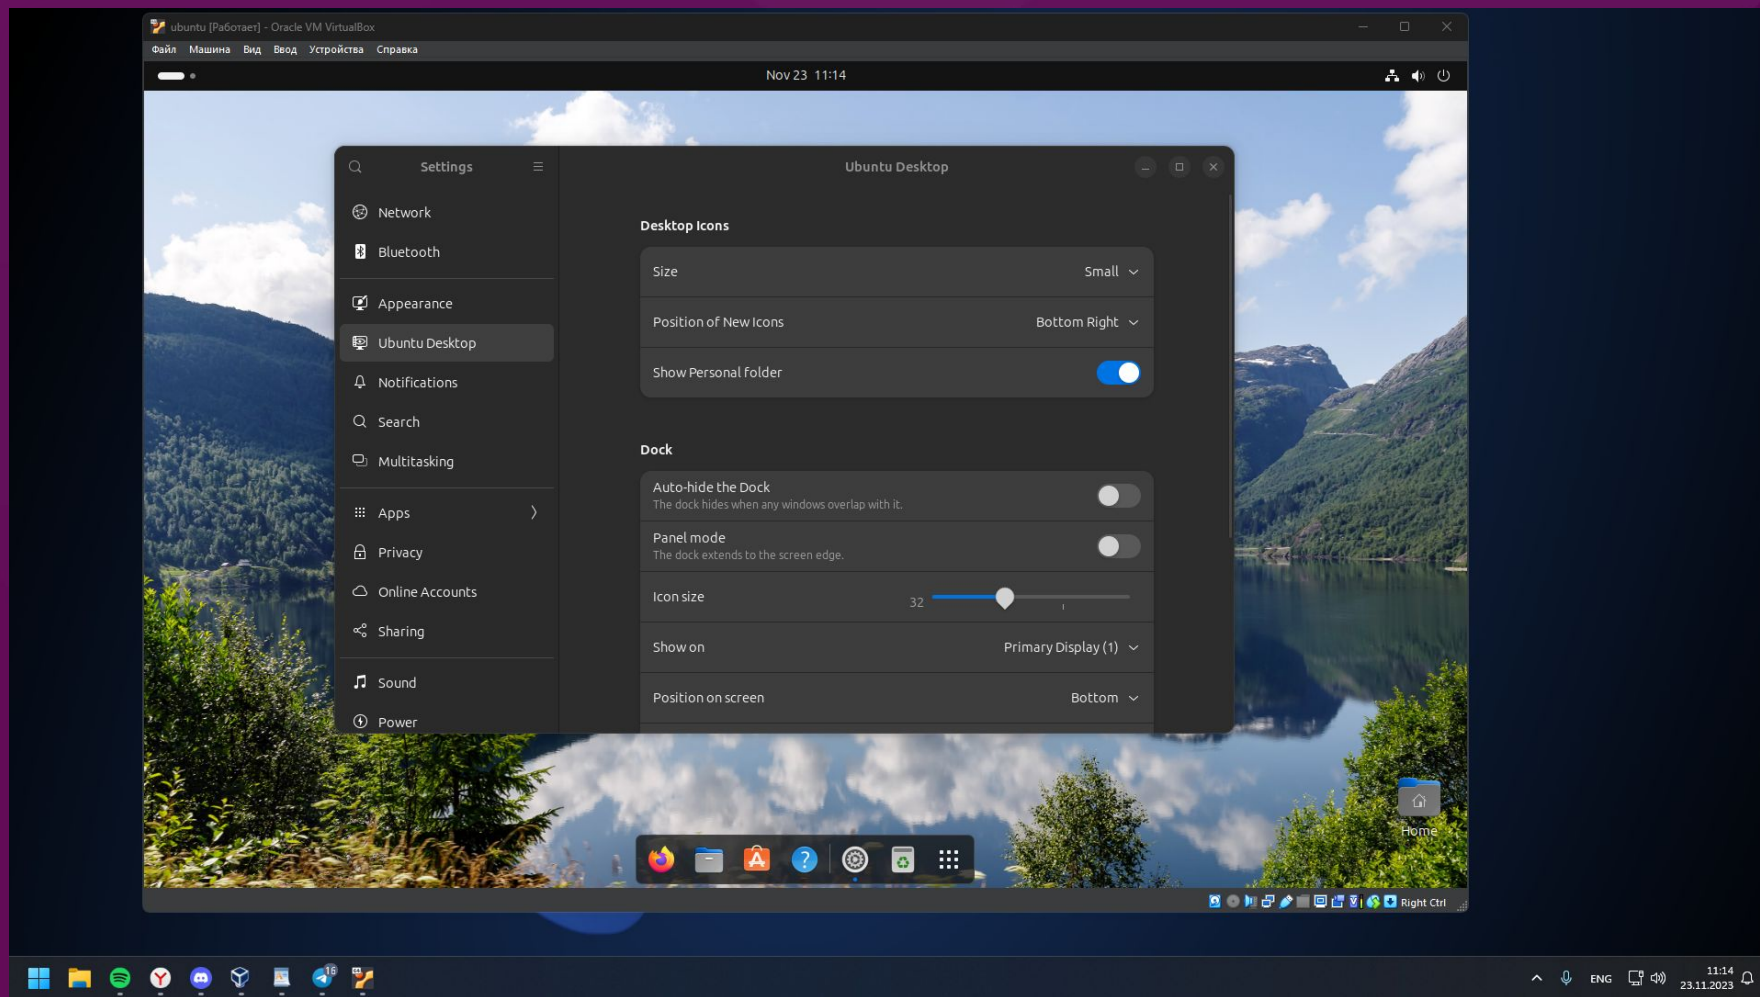 ubuntu [Работает] - Oracle VM VirtualBox
Файл Машина Вид Ввод Устройства Справка
Nov 23 11:14
Settings
Ubuntu Desktop
Network
Bluetooth
Appearance
Ubuntu Desktop
Notifications
Search
Multitasking
Apps
Privacy
Online Accounts
Sharing
Sound
Power
Desktop Icons
Size Small
Position of New Icons Bottom Right
Show Personal folder
Dock
Auto-hide the Dock
The dock hides when any windows overlap with it.
Panel mode
The dock extends to the screen edge.
Icon size 32
Show on Primary Display (1)
Position on screen Bottom
Home
Right Ctrl
16
ENG
11:14
23.11.2023